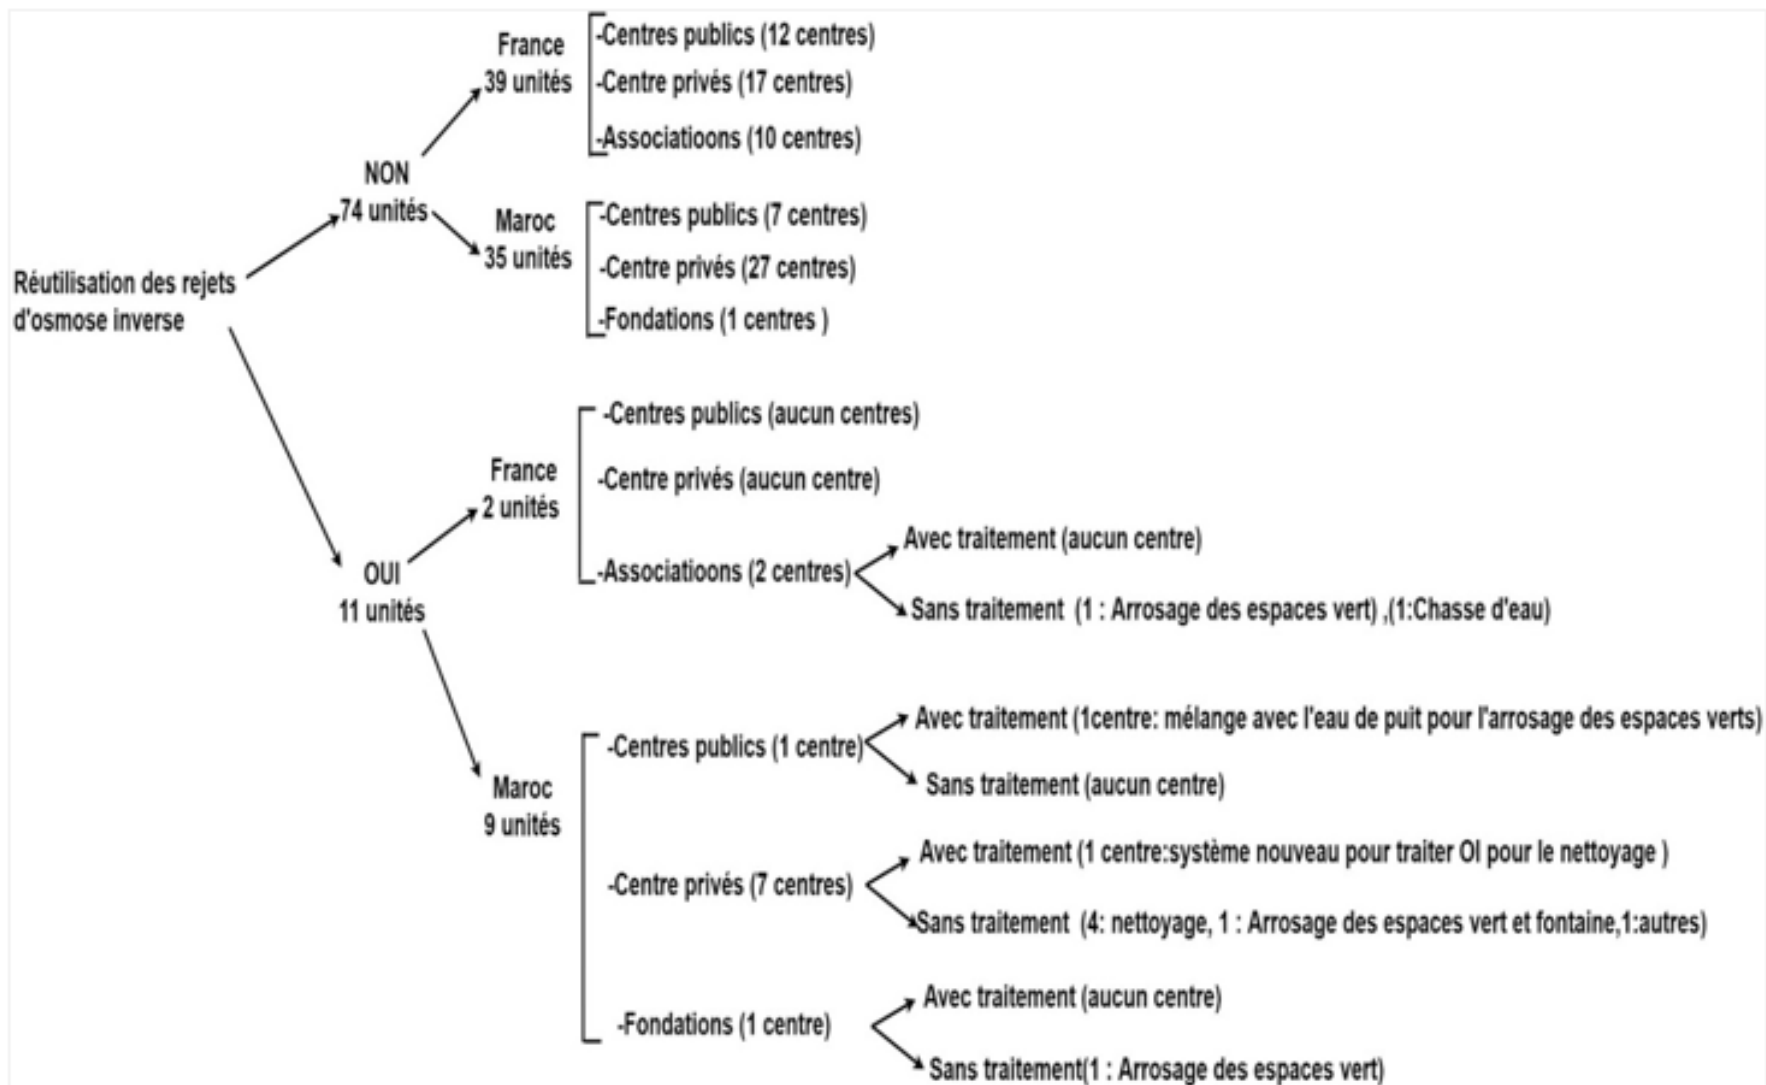 Réutilisation des rejets
d'osmose inverse
NON
74 unités
France
39 unités
-Centres publics (12 centres)
-Centre privés (17 centres)
-Associatioons (10 centres)
Maroc
35 unités
-Centres publics (7 centres)
-Centre privés (27 centres)
-Fondations (1 centres )
OUI
11 unités
France
2 unités
-Centres publics (aucun centres)
-Centre privés (aucun centre)
-Associatioons (2 centres)
Avec traitement (aucun centre)
Sans traitement (1 : Arrosage des espaces vert) ,(1:Chasse d'eau)
Maroc
9 unités
-Centres publics (1 centre)
Avec traitement (1centre: mélange avec l'eau de puit pour l'arrosage des espaces verts)
Sans traitement (aucun centre)
-Centre privés (7 centres)
Avec traitement (1 centre:système nouveau pour traiter OI pour le nettoyage )
Sans traitement (4: nettoyage, 1 : Arrosage des espaces vert et fontaine,1:autres)
-Fondations (1 centre)
Avec traitement (aucun centre)
Sans traitement(1 : Arrosage des espaces vert)